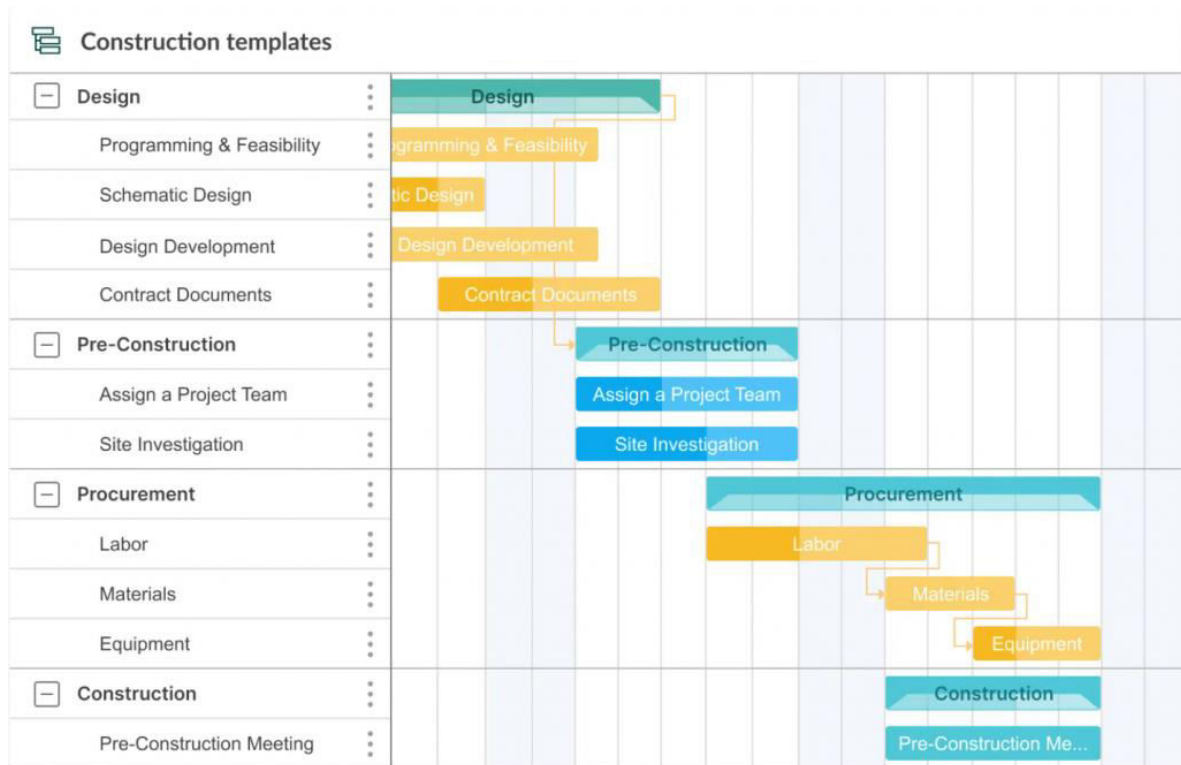 Construction templates
Design
Design
Programming & Feasibility
ogramming & Feasibility
Schematic Design
tic Design
Design Development
Design Development
Contract Documents
Contract Documents
Pre-Construction
Pre-Construction
Assign a Project Team
Assign a Project Team
Site Investigation
Site Investigation
Procurement
Procurement
Labor
Labor
Materials
Materials
Equipment
Equipment
Construction
Construction
Pre-Construction Meeting
Pre-Construction Me...